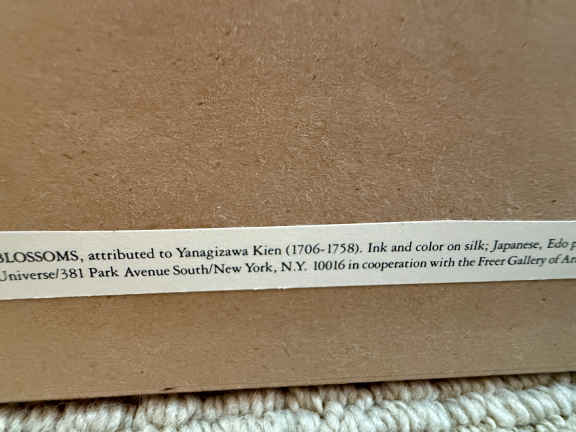 BLOSSOMS, attributed to Yanagizawa Kien (1706-1758). Ink and color on silk; Japanese, Edo
Universe/381 Park Avenue South/New York, N.Y. 10016 in cooperation with the Freer Gallery of